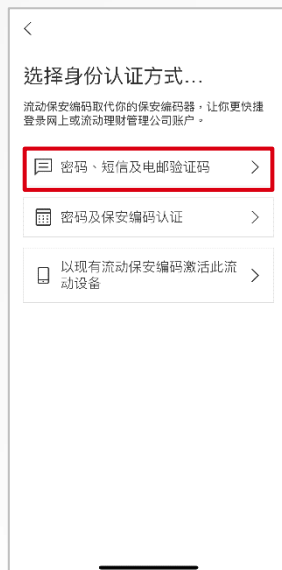 选择身份认证方式...
流动保安编码取代你的保安编码器，让你更快捷
登录网上或流动理财管理公司账户。
密码、短信及电邮验证码
密码及保安编码认证
以现有流动保安编码激活此流
动设备